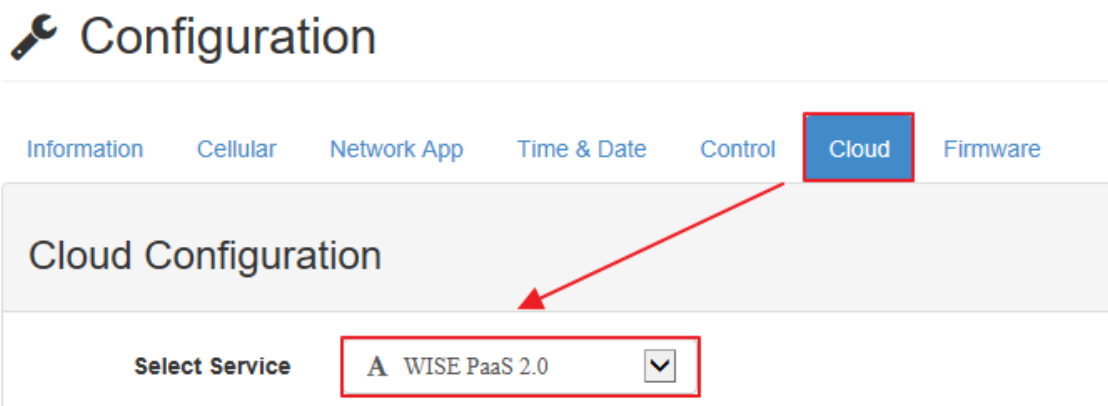 Configuration
Information Cellular Network App Time & Date Control Cloud Firmware
Cloud Configuration
Select Service A WISE PaaS 2.0